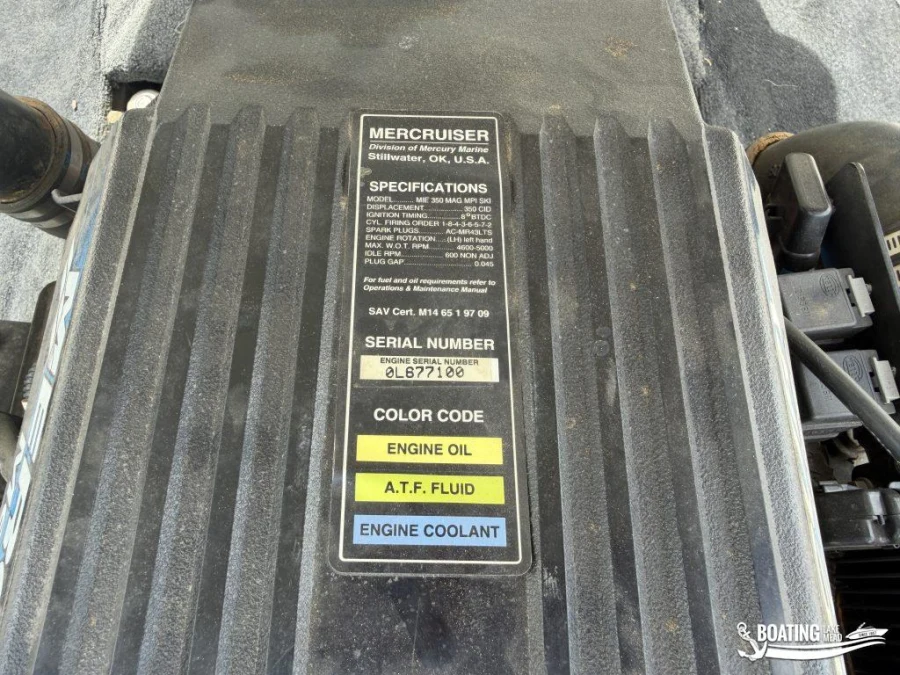 MERCRUISER
Division of Mercury Marine
Stillwater, OK, U.S.A.
SPECIFICATIONS
MODEL......... MIE 350 MAG MPI SKI
DISPLACEMENT.................. 350 CID
IGNITION TIMING.............. 8° BTDC
CYL. FIRING ORDER 1-8-4-3-6-5-7-2
SPARK PLUGS......... AC-MR43LTS
ENGINE ROTATION.... (LH) left hand
MAX. W.O.T. RPM............ 4600-5000
IDLE RPM.................. 600 NON ADJ
PLUG GAP............................ 0.045
For fuel and oil requirements refer to
Operations & Maintenance Manual
SAV Cert. M14 65 1 97 09
SERIAL NUMBER
ENGINE SERIAL NUMBER
0L677100
COLOR CODE
ENGINE OIL
A.T.F. FLUID
ENGINE COOLANT
BOATING LAKE MEAD